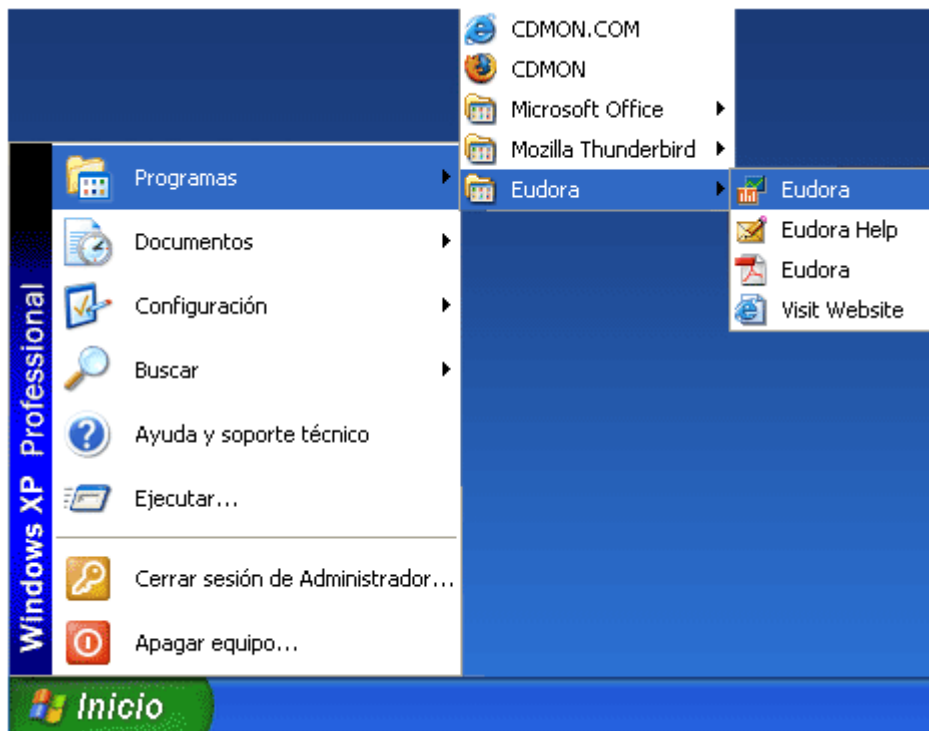 CDMON.COM
CDMON
Microsoft Office
Mozilla Thunderbird
Eudora
Eudora
Eudora Help
Eudora
Visit Website
Programas
Documentos
Configuración
Buscar
Ayuda y soporte técnico
Ejecutar...
Cerrar sesión de Administrador...
Apagar equipo...
Windows XP Professional
Inicio